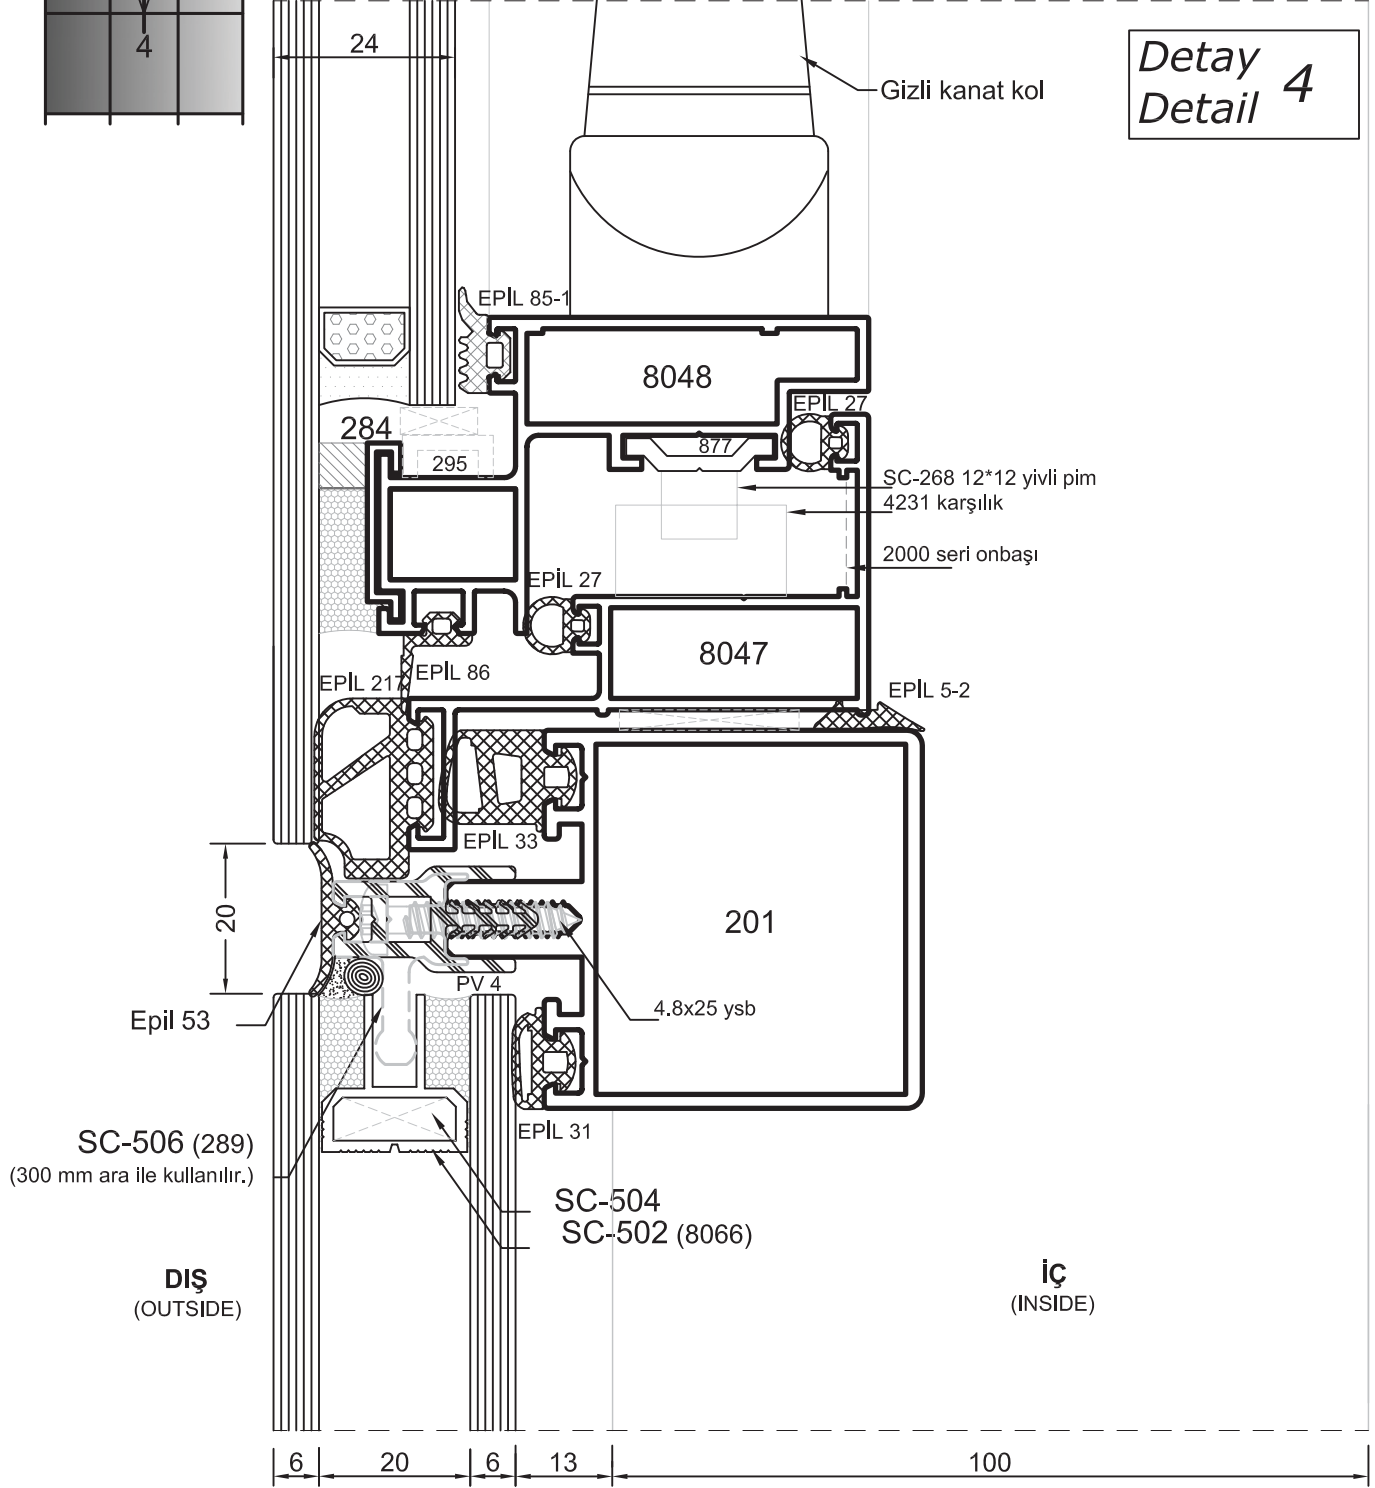 4
24
Gizli kanat kol
Detay
Detail 4
EPİL 85-1
8048
EPİL 27
284
877
295
SC-268 12*12 yivli pim
4231 karşılık
2000 seri onbaşı
EPİL 27
8047
EPİL 86
EPİL 217
EPİL 5-2
EPİL 33
20
201
PV 4
4.8x25 ysb
Epil 53
EPİL 31
SC-506 (289)
(300 mm ara ile kullanılır.)
SC-504
SC-502 (8066)
DIŞ
(OUTSIDE)
İÇ
(INSIDE)
6
20
6
13
100